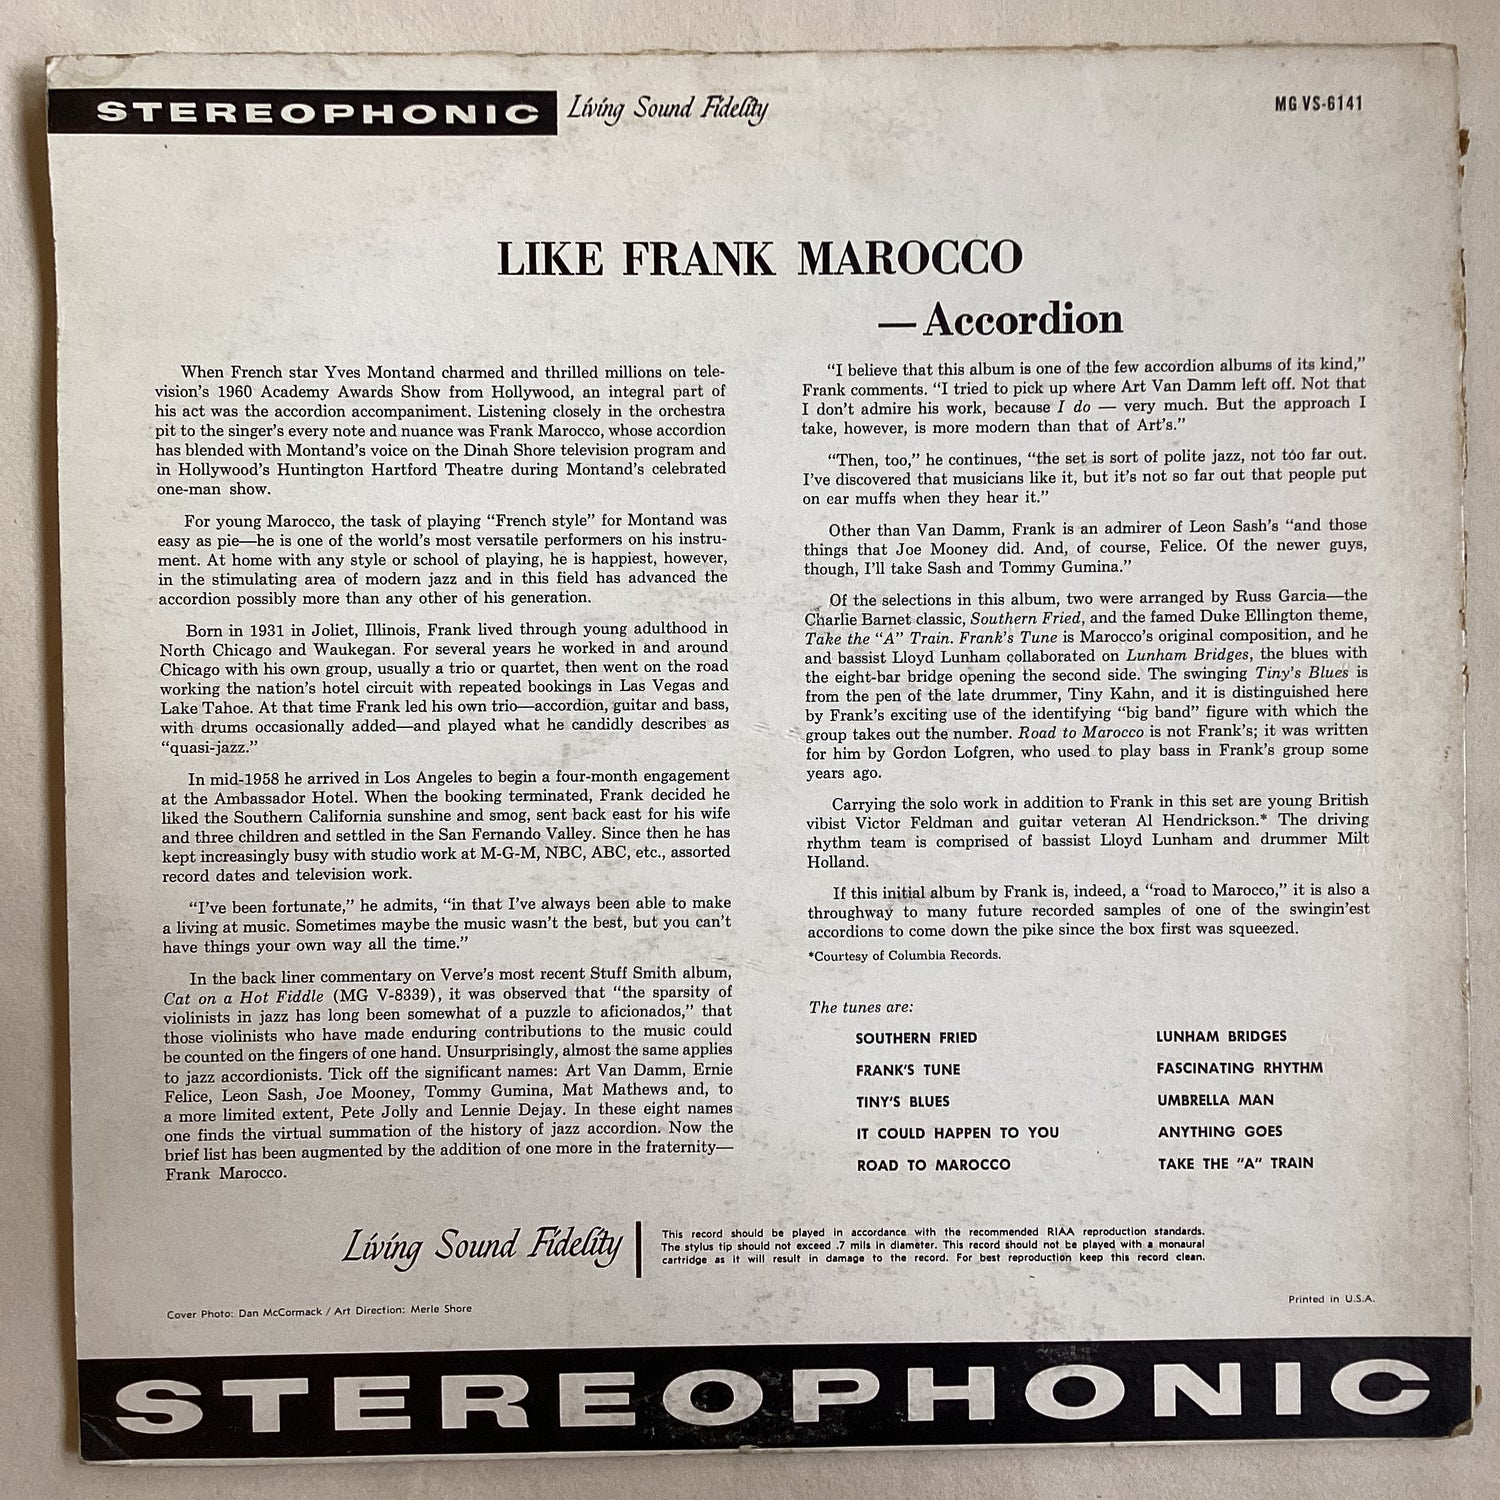 STEREOPHONIC Living Sound Fidelity
MG VS-6141
LIKE FRANK MAROCCO
— Accordion
When French star Yves Montand charmed and thrilled millions on tele-
vision's 1960 Academy Awards Show from Hollywood, an integral part of
his act was the accordion accompaniment. Listening closely in the orchestra
pit to the singer's every note and nuance was Frank Marocco, whose accordion
has blended with Montand's voice on the Dinah Shore television program and
in Hollywood's Huntington Hartford Theatre during Montand's celebrated
one-man show.
For young Marocco, the task of playing "French style" for Montand was
easy as pie—he is one of the world's most versatile performers on his instru-
ment. At home with any style or school of playing, he is happiest, however,
in the stimulating area of modern jazz and in this field has advanced the
accordion possibly more than any other of his generation.
Born in 1931 in Joliet, Illinois, Frank lived through young adulthood in
North Chicago and Waukegan. For several years he worked in and around
Chicago with his own group, usually a trio or quartet, then went on the road
working the nation's hotel circuit with repeated bookings in Las Vegas and
Lake Tahoe. At that time Frank led his own trio—accordion, guitar and bass,
with drums occasionally added—and played what he candidly describes as
"quasi-jazz."
In mid-1958 he arrived in Los Angeles to begin a four-month engagement
at the Ambassador Hotel. When the booking terminated, Frank decided he
liked the Southern California sunshine and smog, sent back east for his wife
and three children and settled in the San Fernando Valley. Since then he has
kept increasingly busy with studio work at M-G-M, NBC, ABC, etc., assorted
record dates and television work.
"I've been fortunate," he admits, "in that I've always been able to make
a living at music. Sometimes maybe the music wasn't the best, but you can't
have things your own way all the time."
In the back liner commentary on Verve's most recent Stuff Smith album,
Cat on a Hot Fiddle (MG V-8339), it was observed that "the sparsity of
violinists in jazz has long been somewhat of a puzzle to aficionados," that
those violinists who have made enduring contributions to the music could
be counted on the fingers of one hand. Unsurprisingly, almost the same applies
to jazz accordionists. Tick off the significant names: Art Van Damm, Ernie
Felice, Leon Sash, Joe Mooney, Tommy Gumina, Mat Mathews and, to
a more limited extent, Pete Jolly and Lennie Dejay. In these eight names
one finds the virtual summation of the history of jazz accordion. Now the
brief list has been augmented by the addition of one more in the fraternity—
Frank Marocco.
"I believe that this album is one of the few accordion albums of its kind,"
Frank comments. "I tried to pick up where Art Van Damm left off. Not that
I don't admire his work, because I do — very much. But the approach I
take, however, is more modern than that of Art's."
"Then, too," he continues, "the set is sort of polite jazz, not too far out.
I've discovered that musicians like it, but it's not so far out that people put
on ear muffs when they hear it."
Other than Van Damm, Frank is an admirer of Leon Sash's "and those
things that Joe Mooney did. And, of course, Felice. Of the newer guys,
though, I'll take Sash and Tommy Gumina."
Of the selections in this album, two were arranged by Russ Garcia—the
Charlie Barnet classic, Southern Fried, and the famed Duke Ellington theme,
Take the "A" Train. Frank's Tune is Marocco's original composition, and he
and bassist Lloyd Lunham collaborated on Lunham Bridges, the blues with
the eight-bar bridge opening the second side. The swinging Tiny's Blues is
from the pen of the late drummer, Tiny Kahn, and it is distinguished here
by Frank's exciting use of the identifying "big band" figure with which the
group takes out the number. Road to Marocco is not Frank's; it was written
for him by Gordon Lofgren, who used to play bass in Frank's group some
years ago.
Carrying the solo work in addition to Frank in this set are young British
vibist Victor Feldman and guitar veteran Al Hendrickson.* The driving
rhythm team is comprised of bassist Lloyd Lunham and drummer Milt
Holland.
If this initial album by Frank is, indeed, a "road to Marocco," it is also a
throughway to many future recorded samples of one of the swingin'est
accordions to come down the pike since the box first was squeezed.
*Courtesy of Columbia Records.
The tunes are:
SOUTHERN FRIED
FRANK'S TUNE
TINY'S BLUES
IT COULD HAPPEN TO YOU
ROAD TO MAROCCO
LUNHAM BRIDGES
FASCINATING RHYTHM
UMBRELLA MAN
ANYTHING GOES
TAKE THE "A" TRAIN
Living Sound Fidelity
This record should be played in accordance with the recommended RIAA reproduction standards.
The stylus tip should not exceed .7 mils in diameter. This record should not be played with a monaural
cartridge as it will result in damage to the record. For best reproduction keep this record clean.
Cover Photo: Dan McCormack / Art Direction: Merle Shore
Printed in U.S.A.
STEREOPHONIC